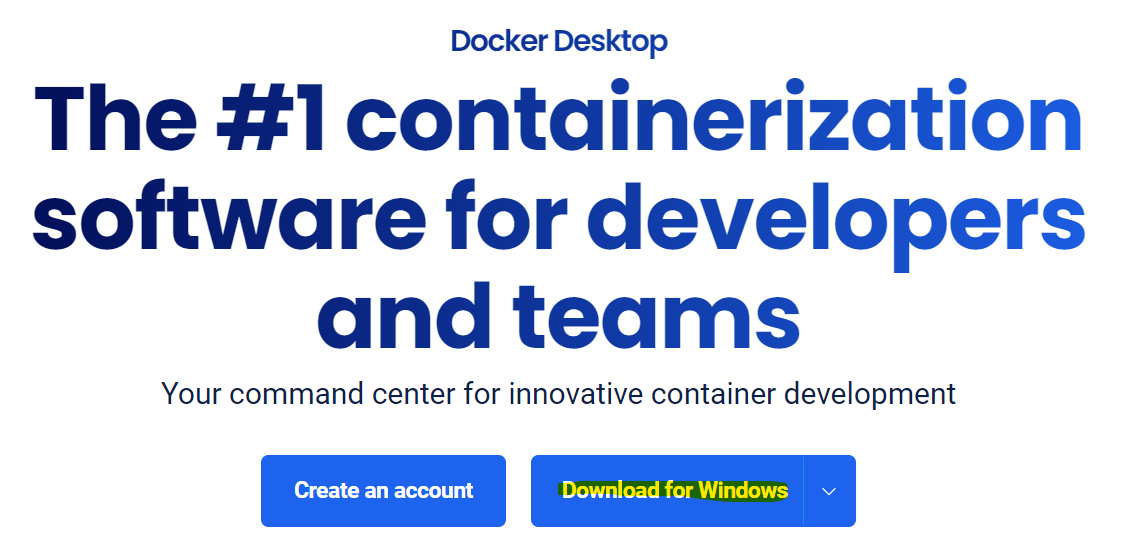 Docker Desktop
The #1 containerization
software for developers
and teams
Your command center for innovative container development
Create an account
Download for Windows